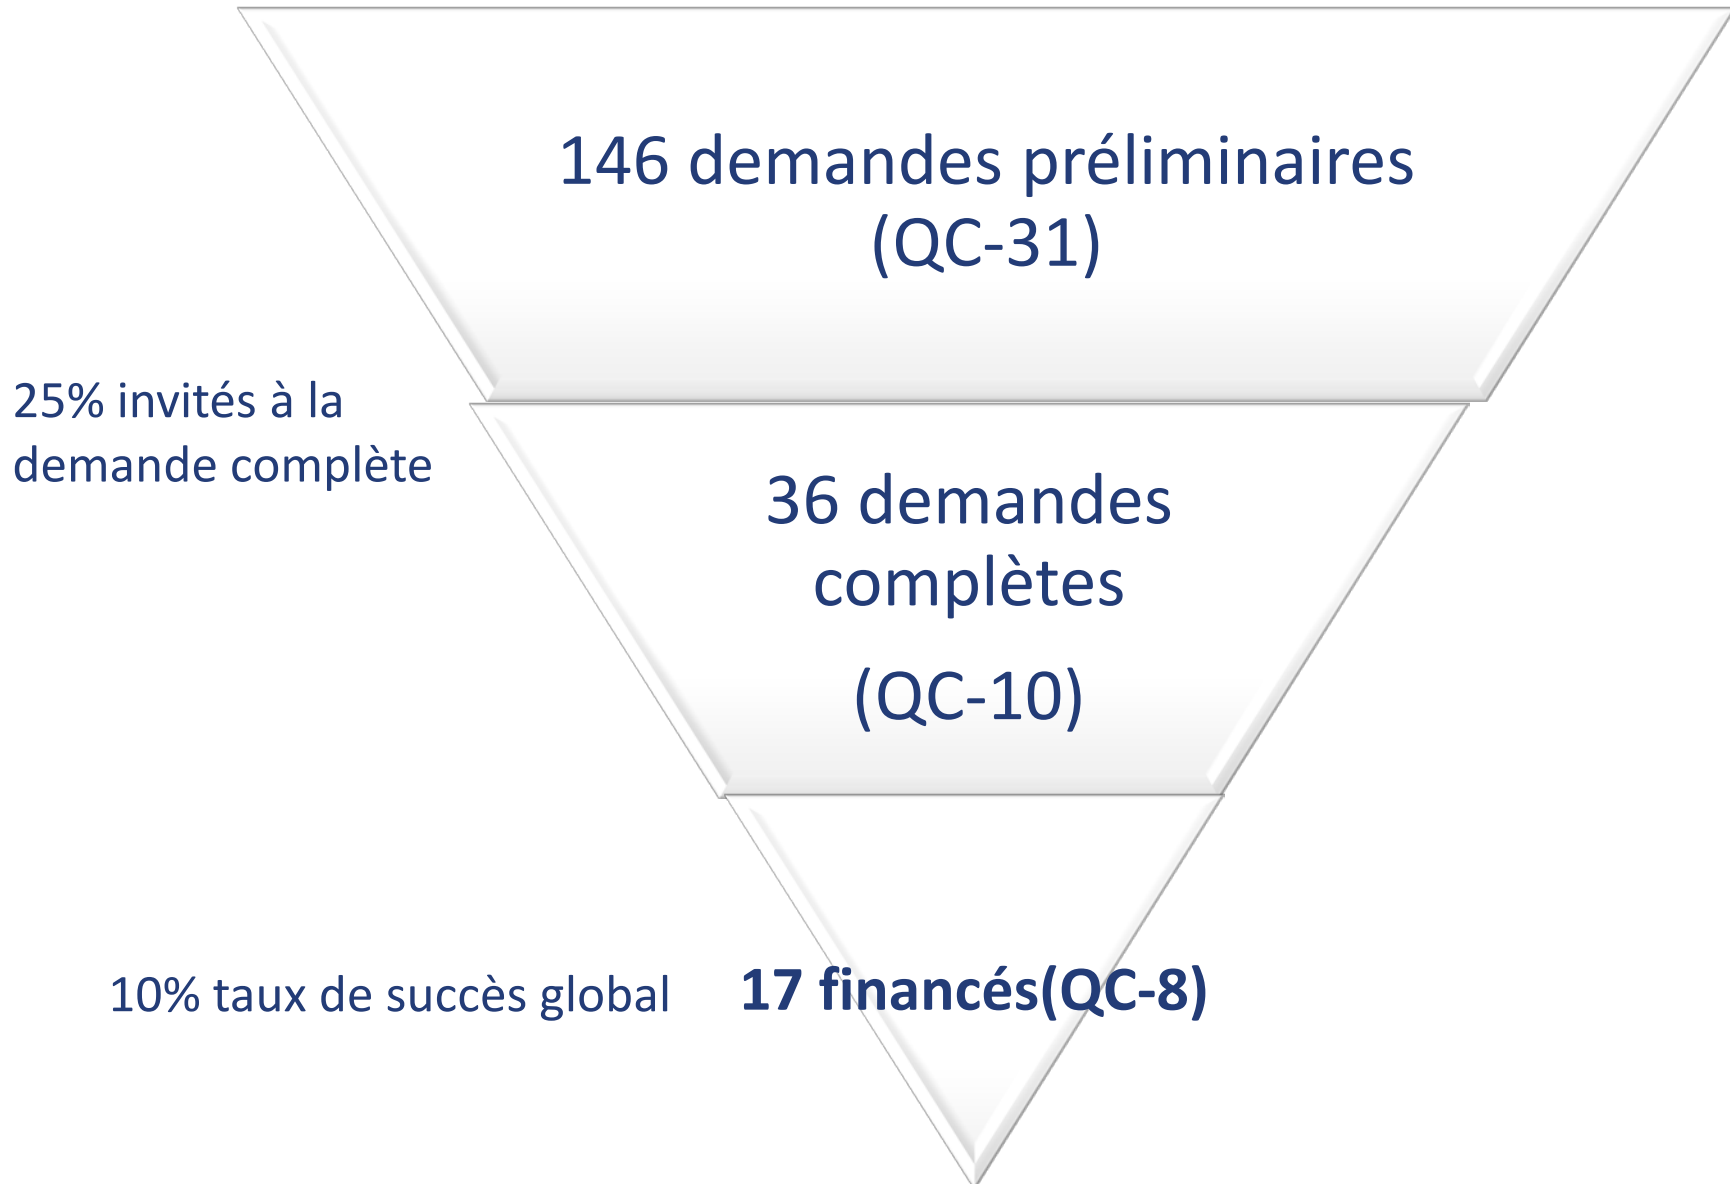 146 demandes préliminaires
(QC-31)
25% invités à la
demande complète
36 demandes
complètes
(QC-10)
10% taux de succès global
17 financés(QC-8)